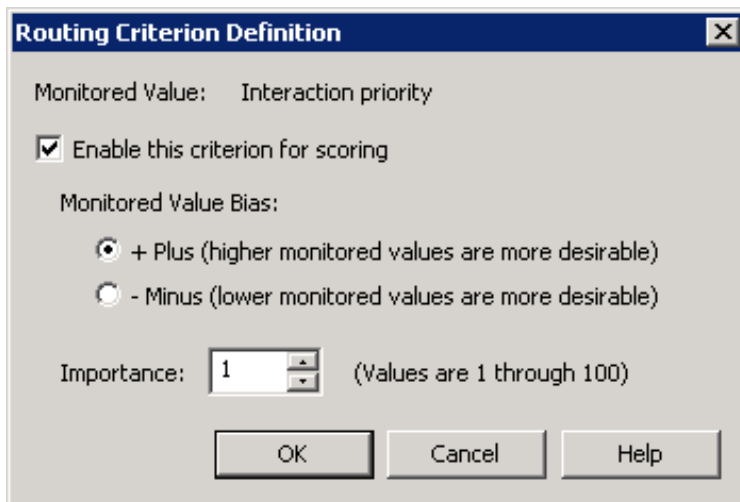 Routing Criterion Definition
Monitored Value: Interaction priority
Enable this criterion for scoring
Monitored Value Bias:
+ Plus (higher monitored values are more desirable)
- Minus (lower monitored values are more desirable)
Importance: 1 (Values are 1 through 100)
OK Cancel Help